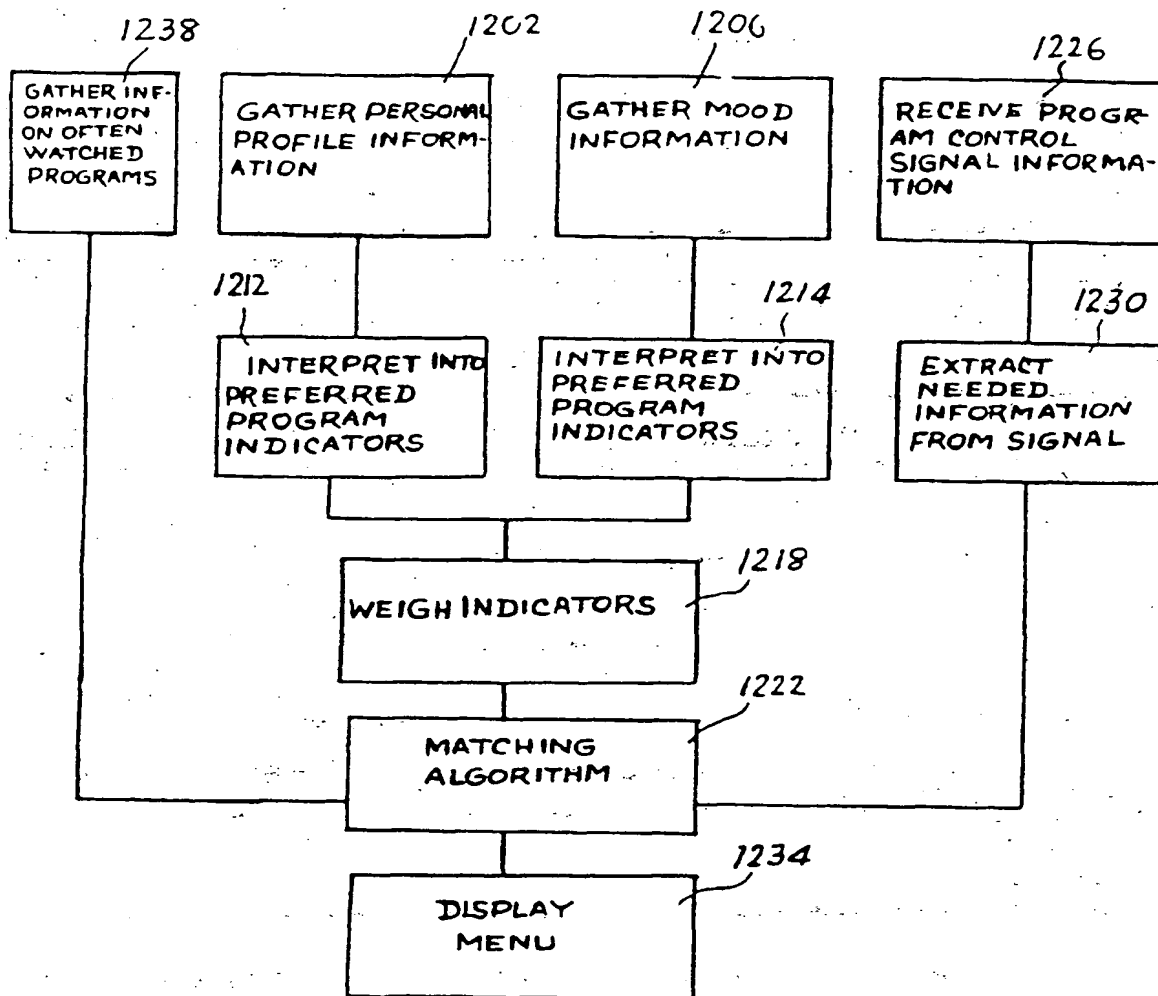 1238
1202
1206
1226
GATHER INF-
ORMATION
ON OFTEN
WATCHED
PROGRAMS
GATHER PERSONAL
PROFILE INFORM-
ATION
GATHER MOOD
INFORMATION
RECEIVE PROGR-
AM CONTROL
SIGNAL INFORMA-
TION
1212
1214
1230
INTERPRET INTO
PREFERRED
PROGRAM
INDICATORS
INTERPRET INTO
PREFERRED
PROGRAM
INDICATORS
EXTRACT
NEEDED
INFORMATION
FROM SIGNAL
1218
WEIGH INDICATORS
1222
MATCHING
ALGORITHM
1234
DISPLAY
MENU